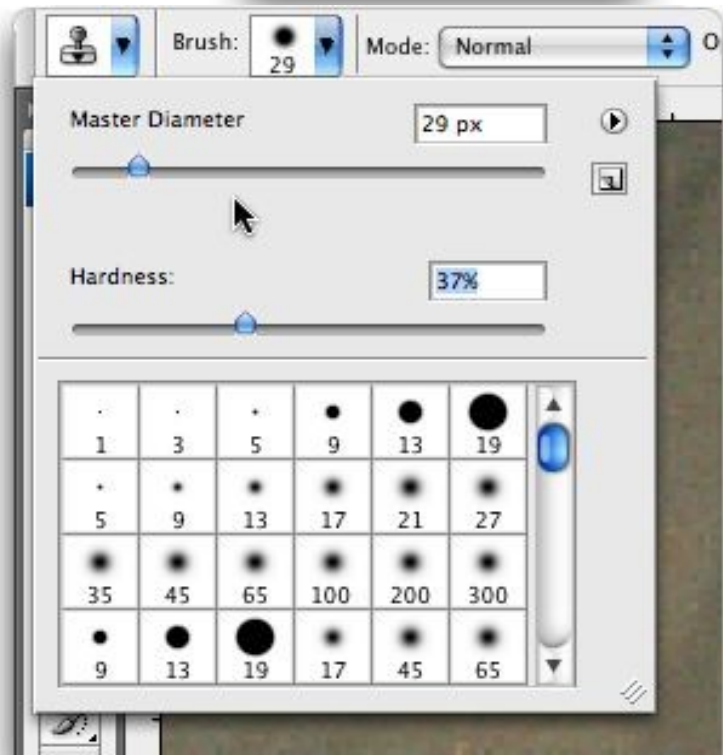 Brush:
29
Mode: Normal
O
Master Diameter 29 px
Hardness: 37%
1 3 5 9 13 19
5 9 13 17 21 27
35 45 65 100 200 300
9 13 19 17 45 65